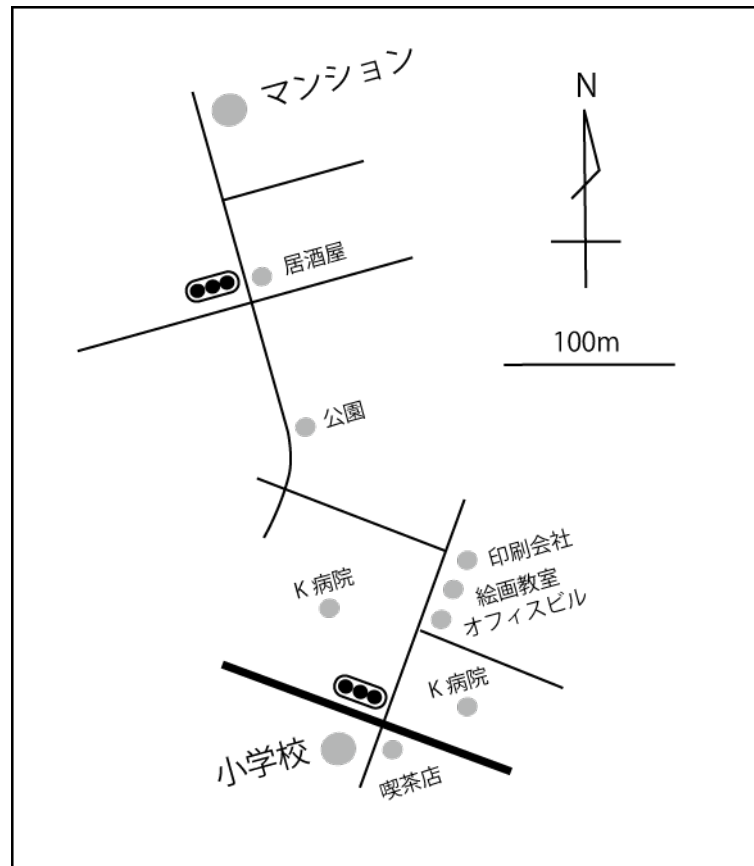 マンション
N
居酒屋
100m
公園
印刷会社
絵画教室
オフィスビル
K 病院
K 病院
小学校
喫茶店